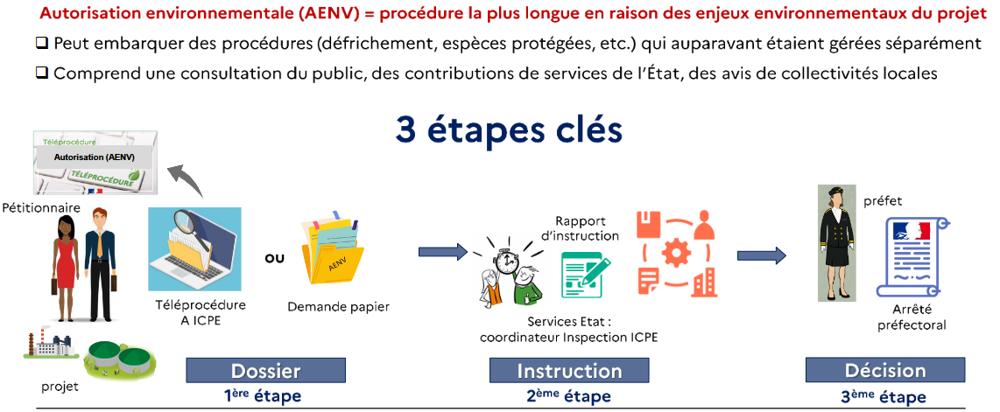 Autorisation environnementale (AENV) = procédure la plus longue en raison des enjeux environnementaux du projet
❑ Peut embarquer des procédures (défrichement, espèces protégées, etc.) qui auparavant étaient gérées séparément
❑ Comprend une consultation du public, des contributions de services de l’État, des avis de collectivités locales
3 étapes clés
Téléprocédure
Autorisation (AENV)
TÉLÉPROCÉDURE
Pétitionnaire
Téléprocédure
A ICPE
ou
AENV
Demande papier
projet
Rapport
d’instruction
Services Etat :
coordinateur Inspection ICPE
préfet
Arrêté
préfectoral
Dossier
1ère étape
Instruction
2ème étape
Décision
3ème étape